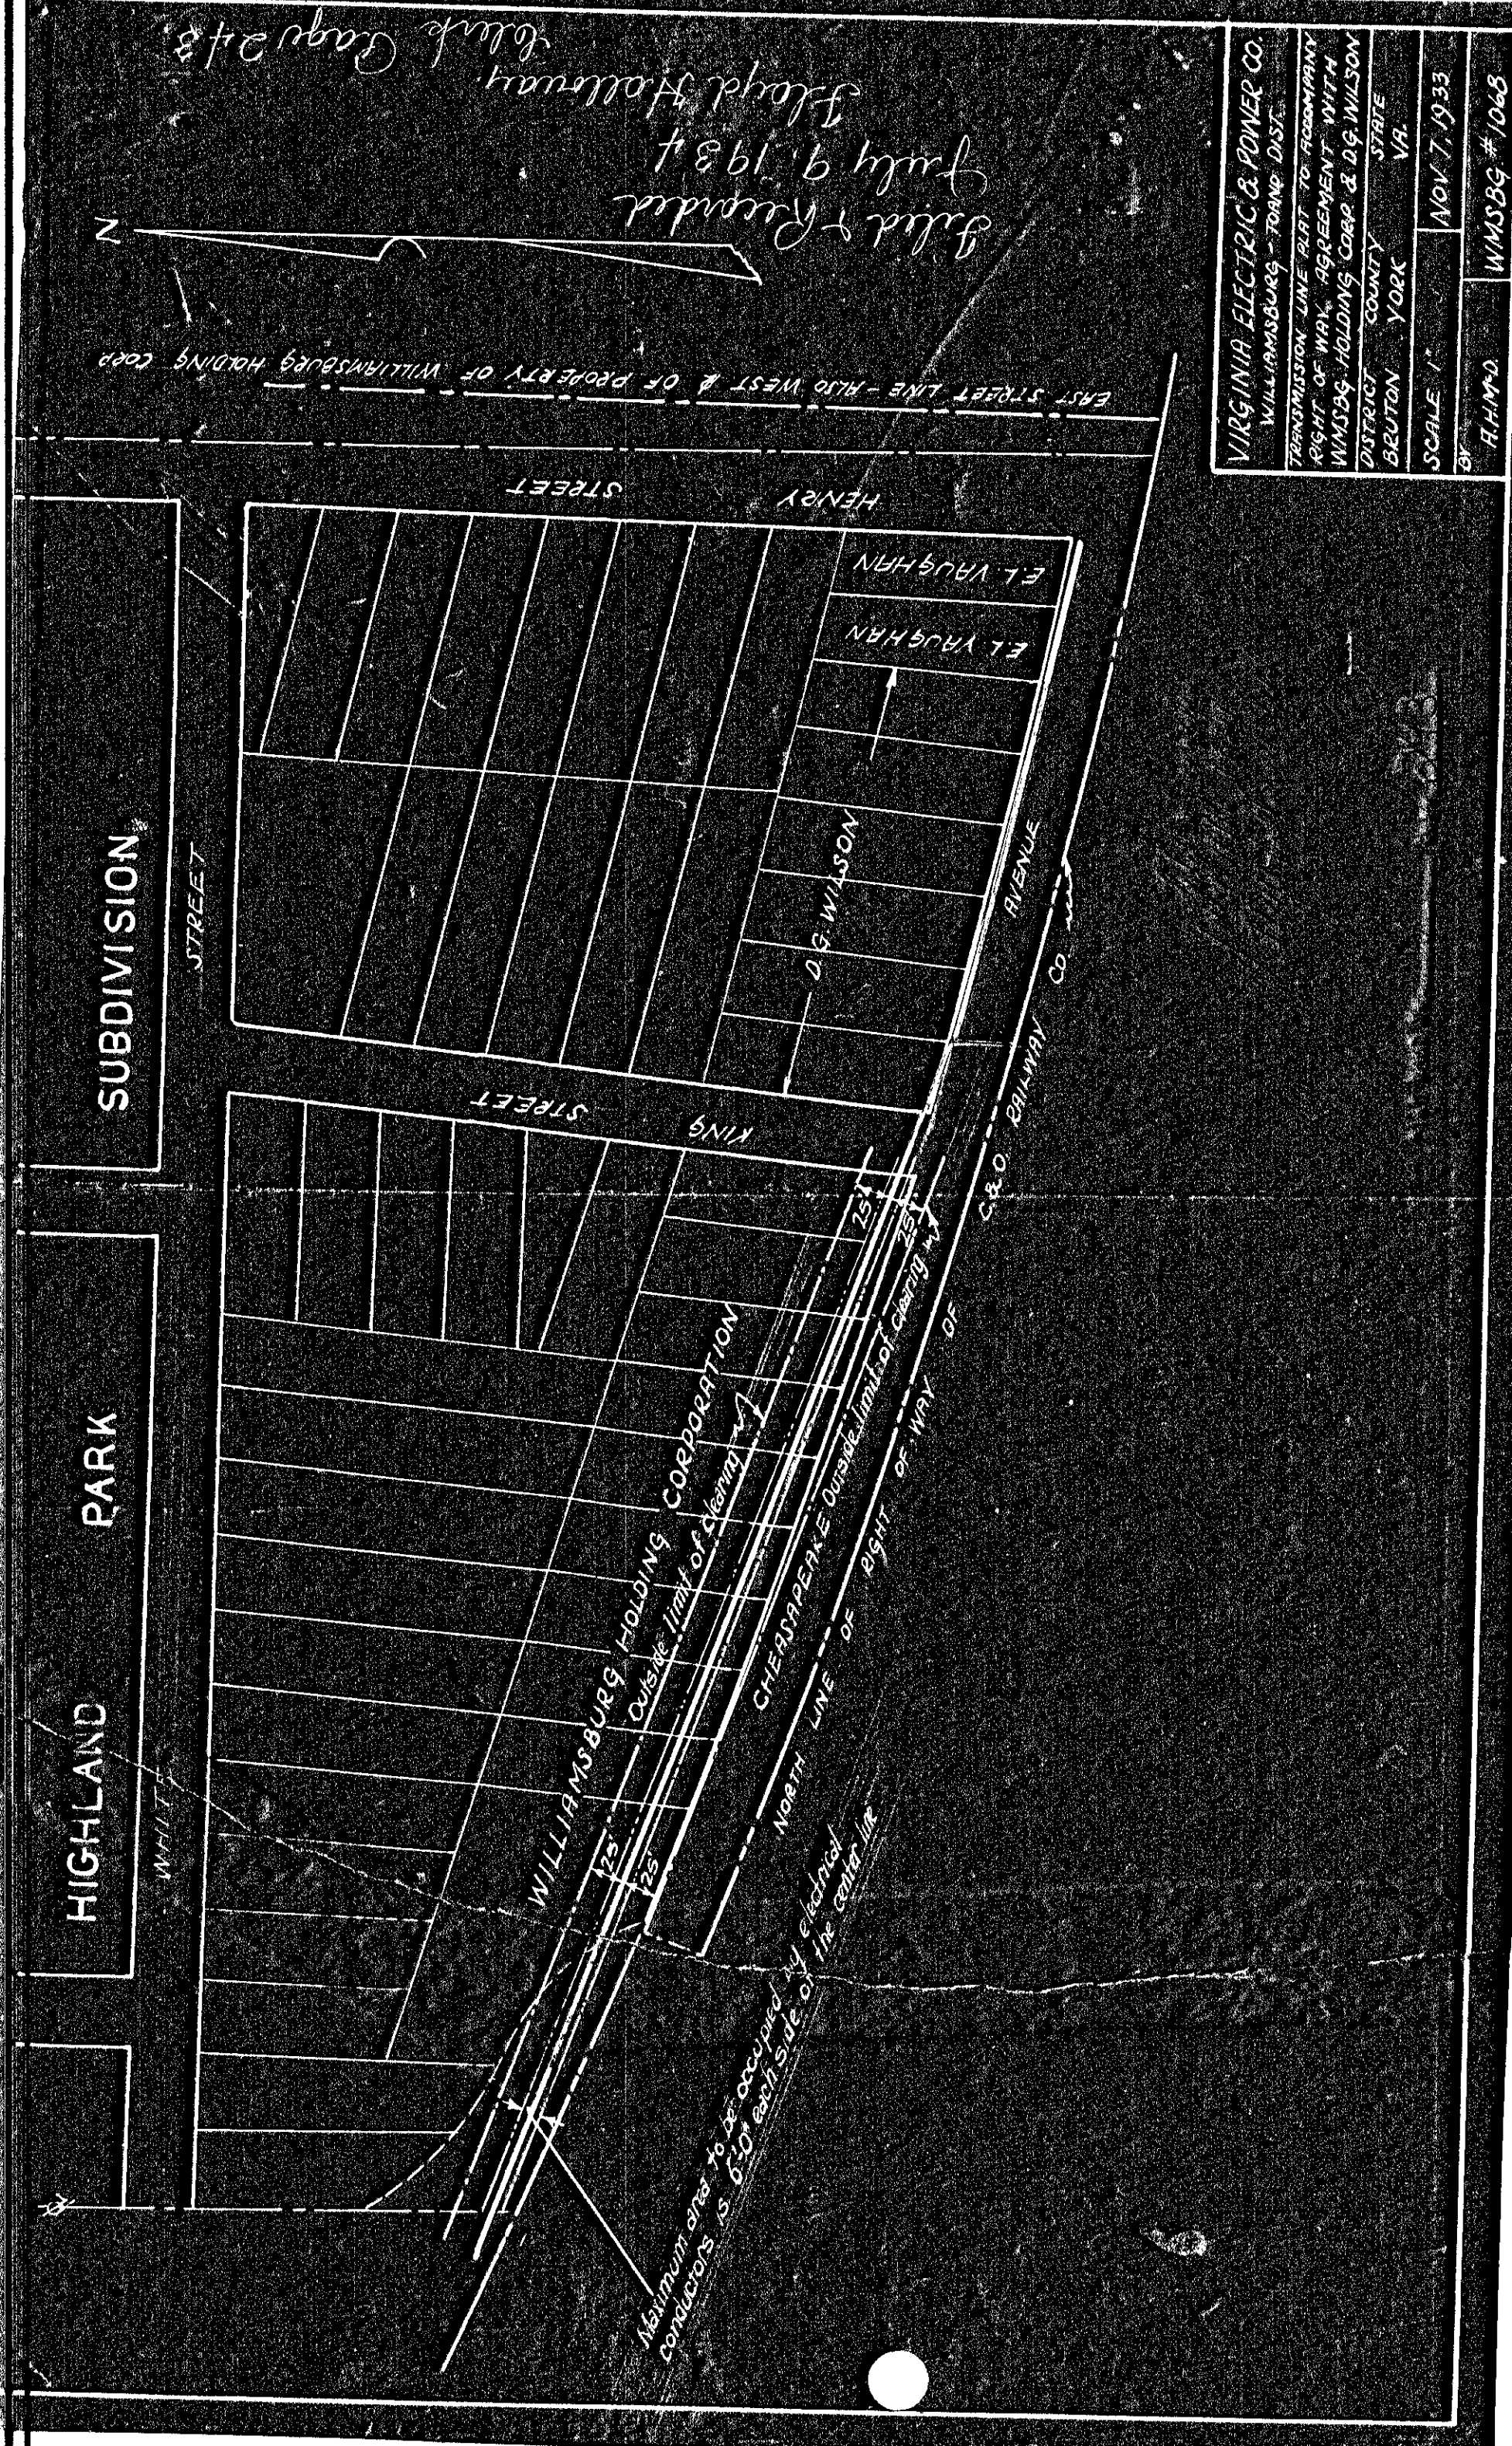 HIGHLAND PARK SUBDIVISION
STREET
EAST STREET LINE - ALSO WEST ℄ OF PROPERTY OF WILLIAMSBURG HOLDING CORP
HENRY STREET
KING STREET
E.L. VAUGHAN
E.L. VAUGHAN
D.G. WILSON
WILLIAMSBURG HOLDING CORPORATION
Outside limit of clearing
25'
25'
25'
25'
CHEASAPEAKE AVENUE
Outside limit of clearing
NORTH LINE OF RIGHT OF WAY OF C.&O. RAILWAY CO.
Maximum area to be occupied by electrical
conductors is 6'-0" each side of the center line
N
Filed & Recorded
July 9, 1934
Floyd Holloway
Clerk Page 243
VIRGINIA ELECTRIC & POWER CO.
WILLIAMSBURG - TOANO DIST.
TRANSMISSION LINE PLAT TO ACCOMPANY
RIGHT OF WAY AGREEMENT WITH
WMSBG. HOLDING CORP & D.G. WILSON
DISTRICT COUNTY STATE
BRUTON YORK VA.
SCALE 1" NOV 7, 1933
BY
A.H.M.D. WMSBG # 106B